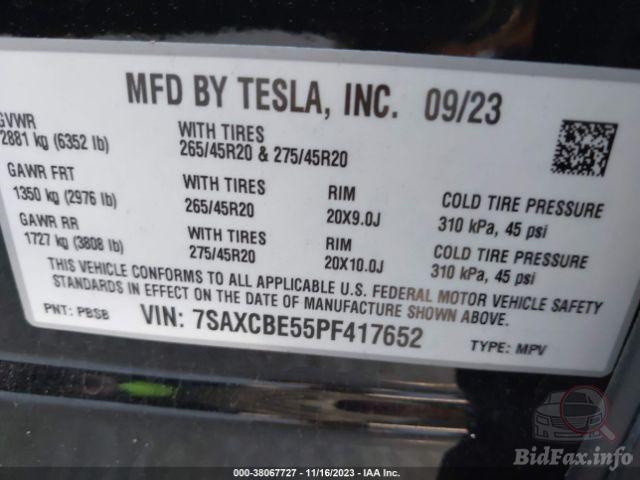 MFD BY TESLA, INC. 09/23
GVWR
2881 kg (6352 lb)
WITH TIRES
265/45R20 & 275/45R20
GAWR FRT
1350 kg (2976 lb)
WITH TIRES
265/45R20
RIM
20X9.0J
COLD TIRE PRESSURE
310 kPa, 45 psi
GAWR RR
1727 kg (3808 lb)
WITH TIRES
275/45R20
RIM
20X10.0J
COLD TIRE PRESSURE
310 kPa, 45 psi
THIS VEHICLE CONFORMS TO ALL APPLICABLE U.S. FEDERAL MOTOR VEHICLE SAFETY
STANDARDS IN EFFECT ON THE DATE OF MANUFACTURE SHOWN ABOVE.
PNT: PBSB
VIN: 7SAXCBE55PF417652
TYPE: MPV
000-38067727 - 11/16/2023 - IAA Inc.
BidFax.info